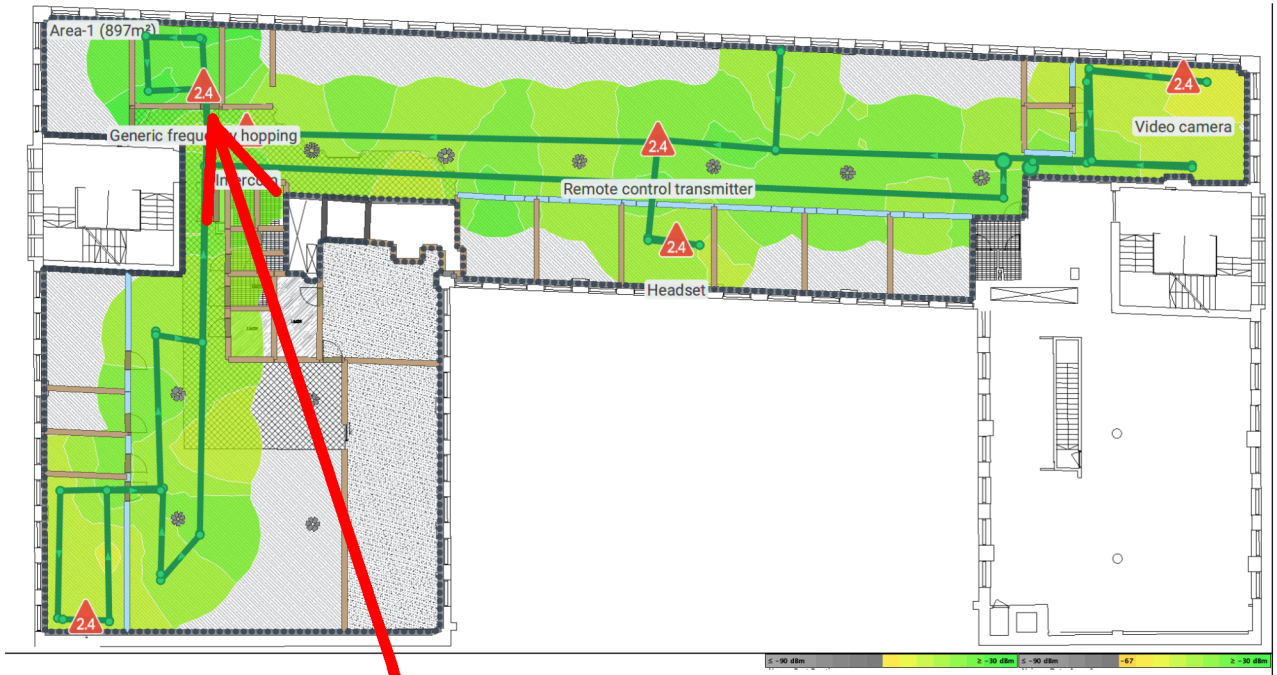 Area-1 (897m²)
2.4
Generic frequency hopping
Intercom
2.4
Remote control transmitter
2.4
Headset
2.4
Video camera
2.4
≤ -90 dBm
≥ -30 dBm
≤ -90 dBm
-67
≥ -30 dBm